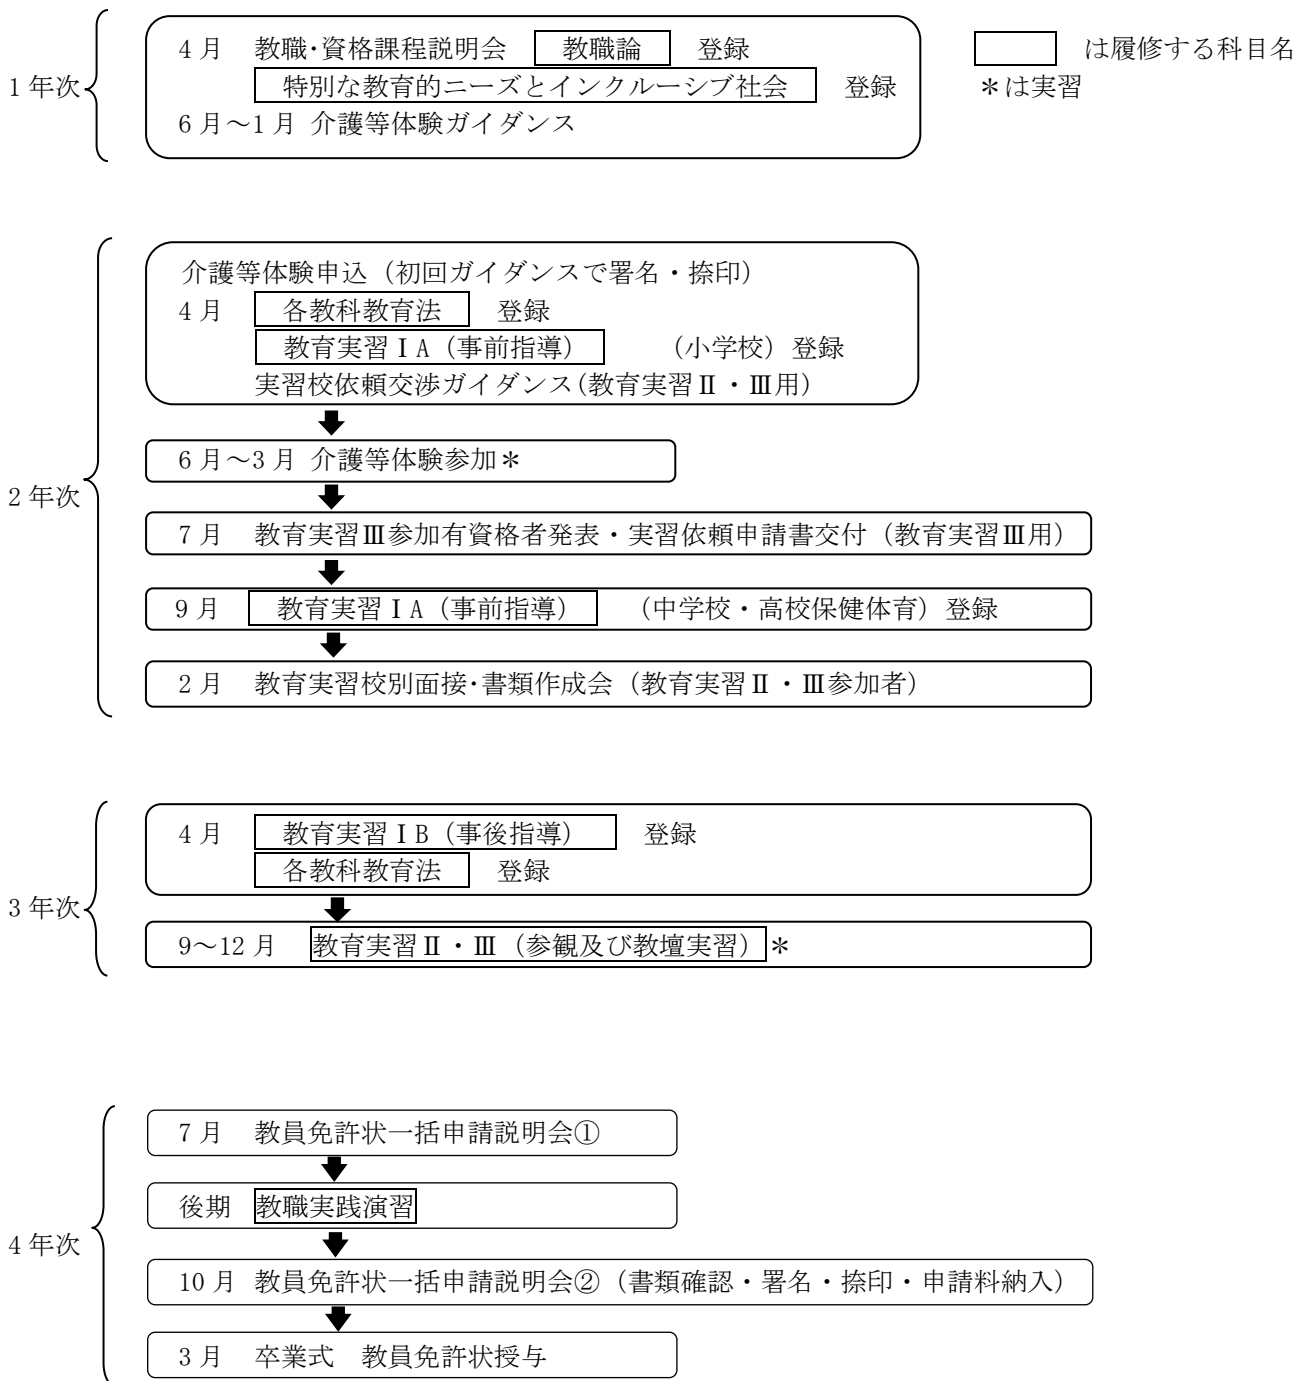 1年次
4月 教職・資格課程説明会 教職論 登録
特別な教育的ニーズとインクルーシブ社会 登録
6月～1月 介護等体験ガイダンス
は履修する科目名
＊は実習
2年次
介護等体験申込（初回ガイダンスで署名・捺印）
4月 各教科教育法 登録
教育実習ⅠA（事前指導） （小学校）登録
実習校依頼交渉ガイダンス（教育実習Ⅱ・Ⅲ用）
6月～3月 介護等体験参加＊
7月 教育実習Ⅲ参加有資格者発表・実習依頼申請書交付（教育実習Ⅲ用）
9月 教育実習ⅠA（事前指導） （中学校・高校保健体育）登録
2月 教育実習校別面接・書類作成会（教育実習Ⅱ・Ⅲ参加者）
3年次
4月 教育実習ⅠB（事後指導） 登録
各教科教育法 登録
9～12月 教育実習Ⅱ・Ⅲ（参観及び教壇実習）＊
4年次
7月 教員免許状一括申請説明会①
後期 教職実践演習
10月 教員免許状一括申請説明会②（書類確認・署名・捺印・申請料納入）
3月 卒業式 教員免許状授与